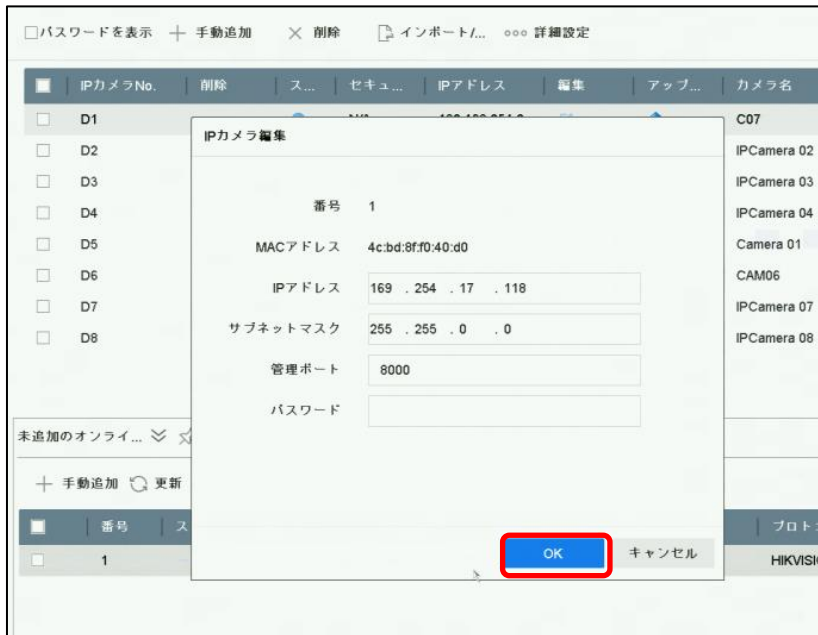 パスワードを表示 手動追加 削除 インポート/... 詳細設定
IPカメラNo. 削除 ス... セキュ... IPアドレス 編集 アップ... カメラ名
D1 C07
IPカメラ編集
D2 IPCamera 02
D3 IPCamera 03
番号 1
D4 IPCamera 04
D5 Camera 01
MACアドレス 4c:bd:8f:f0:40:d0
D6 CAM06
IPアドレス 169 . 254 . 17 . 118
D7 IPCamera 07
サブネットマスク 255 . 255 . 0 . 0
D8 IPCamera 08
管理ポート 8000
パスワード
未追加のオンライ...
手動追加 更新
番号 ス プロト
OK キャンセル
1 HIKVISI